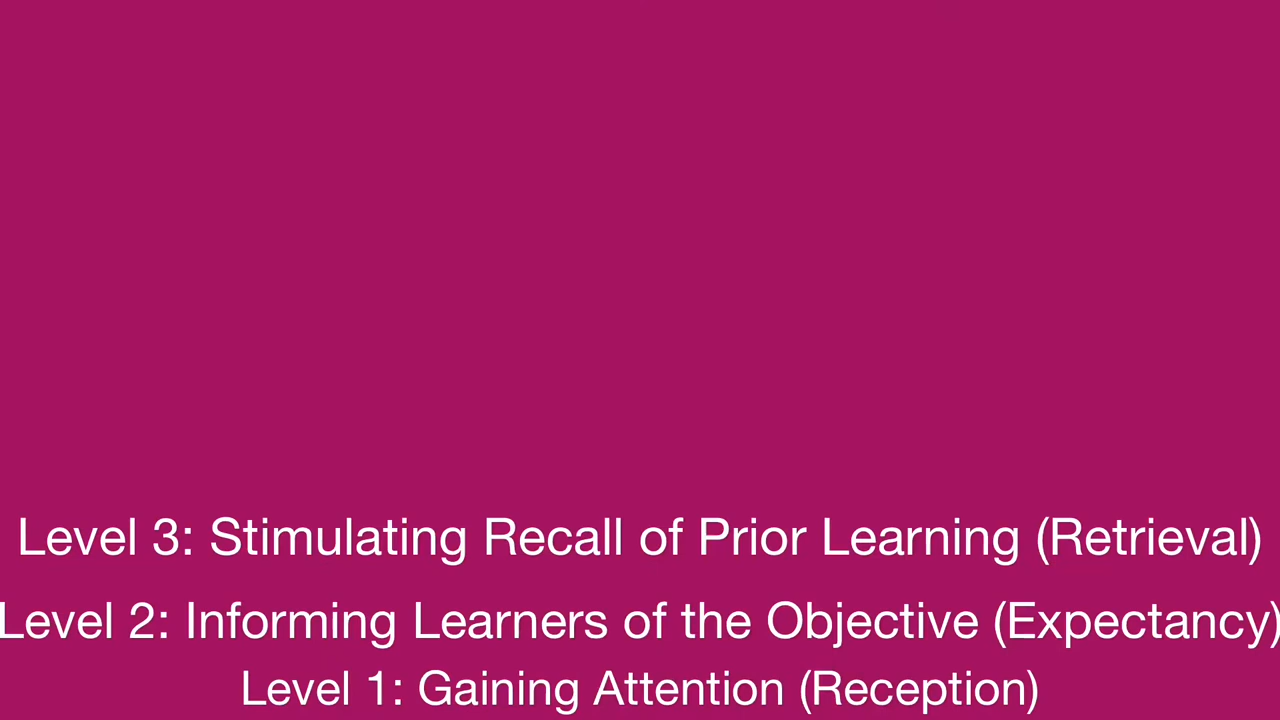 Level 3: Stimulating Recall of Prior Learning (Retrieval)
Level 2: Informing Learners of the Objective (Expectancy)
Level 1: Gaining Attention (Reception)